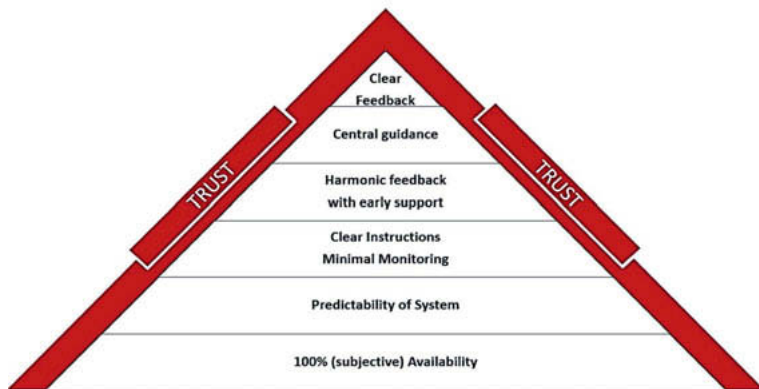 Clear
Feedback
Central guidance
TRUST
TRUST
Harmonic feedback
with early support
Clear Instructions
Minimal Monitoring
Predictability of System
100% (subjective) Availability